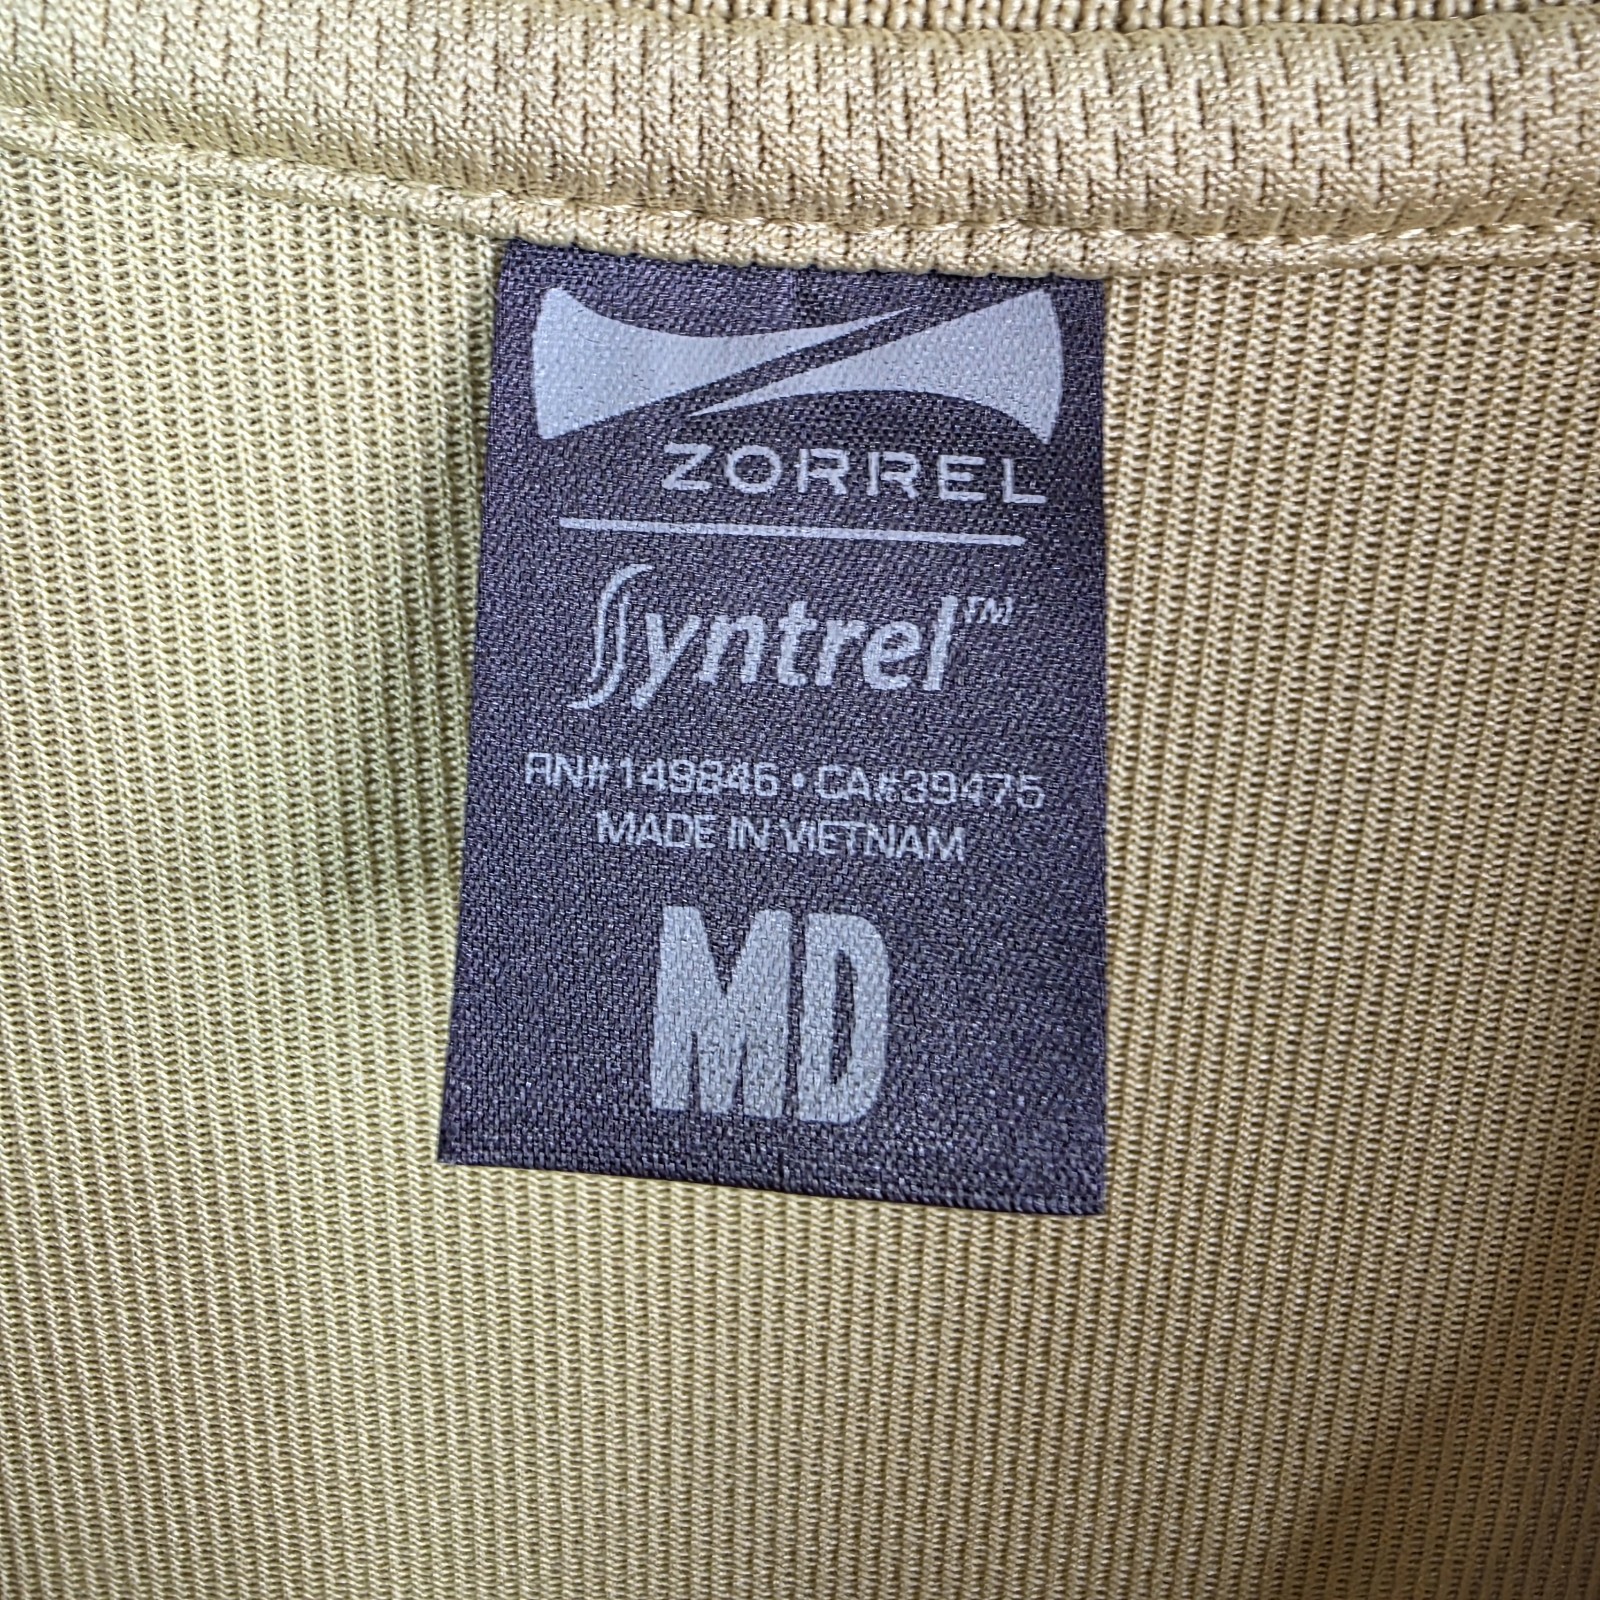 ZORREL
Syntrel™
RN#149846 • CA#39475
MADE IN VIETNAM
MD